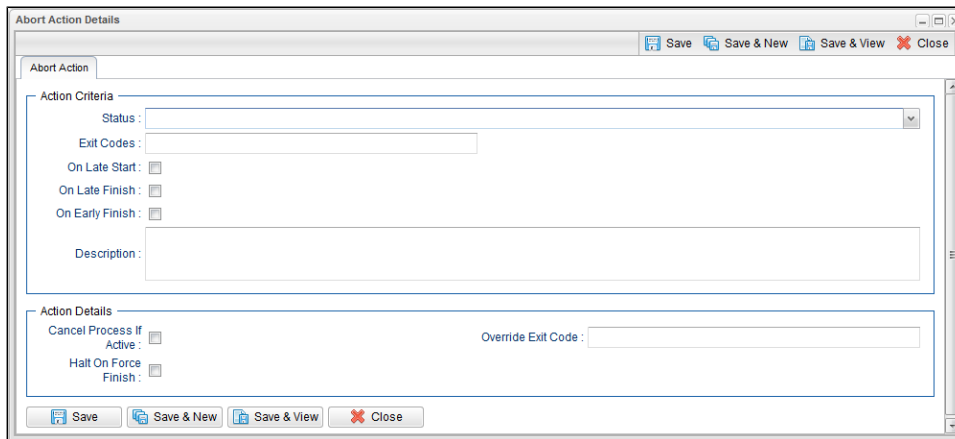 Abort Action Details
Save Save & New Save & View Close
Abort Action
Action Criteria
Status :
Exit Codes :
On Late Start :
On Late Finish :
On Early Finish :
Description :
Action Details
Cancel Process If
Active :
Override Exit Code :
Halt On Force
Finish :
Save Save & New Save & View Close